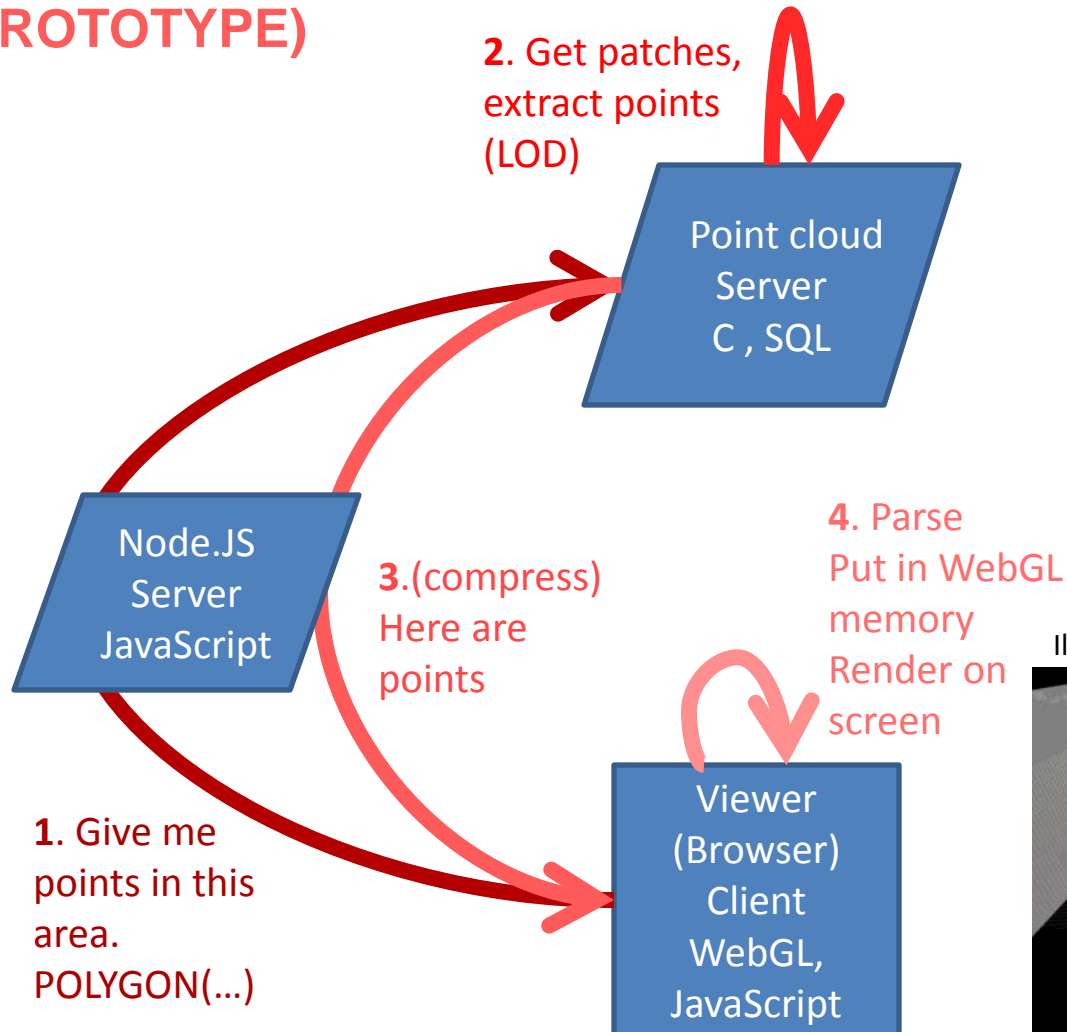 ROTOTYPE)
2. Get patches,
extract points
(LOD)
Point cloud
Server
C , SQL
Node.JS
Server
JavaScript
3.(compress)
Here are
points
4. Parse
Put in WebGL
memory
Render on
screen
Il
1. Give me
points in this
area.
POLYGON(...)
Viewer
(Browser)
Client
WebGL,
JavaScript